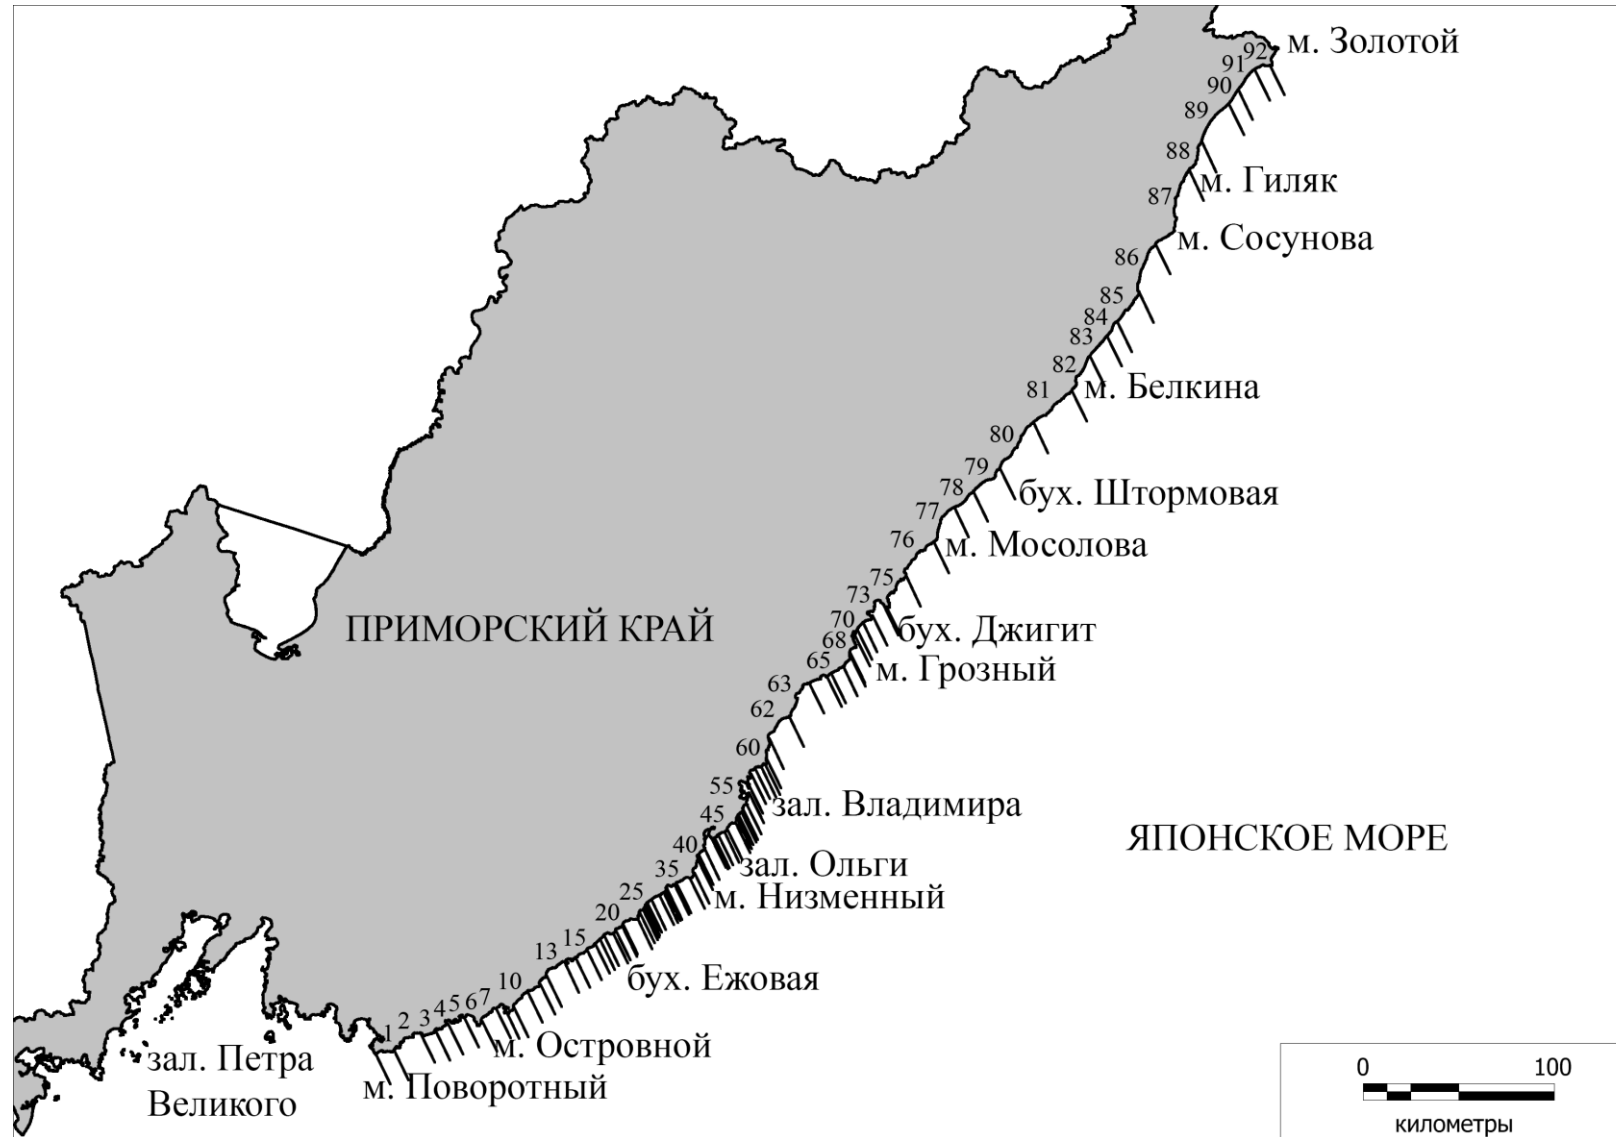 м. Золотой
92
91
90
89
88
м. Гиляк
87
м. Сосунова
86
85
84
83
82
м. Белкина
81
80
79
78
бух. Штормовая
77
76
м. Мосолова
75
73
70
бух. Джигит
68
65
м. Грозный
ПРИМОРСКИЙ КРАЙ
63
62
60
55
зал. Владимира
45
ЯПОНСКОЕ МОРЕ
40
зал. Ольги
35
м. Низменный
25
20
15
13
бух. Ежовая
10
1 2 3 4 5 6 7
м. Островной
м. Поворотный
зал. Петра
Великого
0 100
километры